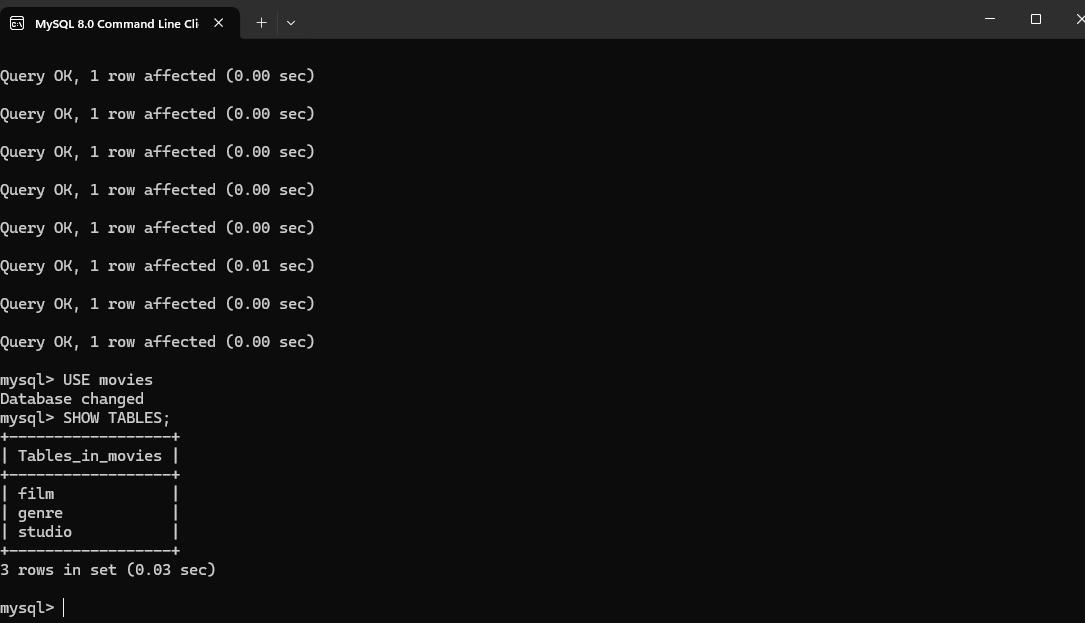 MySQL 8.0 Command Line Cli
Query OK, 1 row affected (0.00 sec)
Query OK, 1 row affected (0.00 sec)
Query OK, 1 row affected (0.00 sec)
Query OK, 1 row affected (0.00 sec)
Query OK, 1 row affected (0.00 sec)
Query OK, 1 row affected (0.01 sec)
Query OK, 1 row affected (0.00 sec)
Query OK, 1 row affected (0.00 sec)
mysql> USE movies
Database changed
mysql> SHOW TABLES;
+------------------+
| Tables_in_movies |
+------------------+
| film             |
| genre            |
| studio           |
+------------------+
3 rows in set (0.03 sec)
mysql>